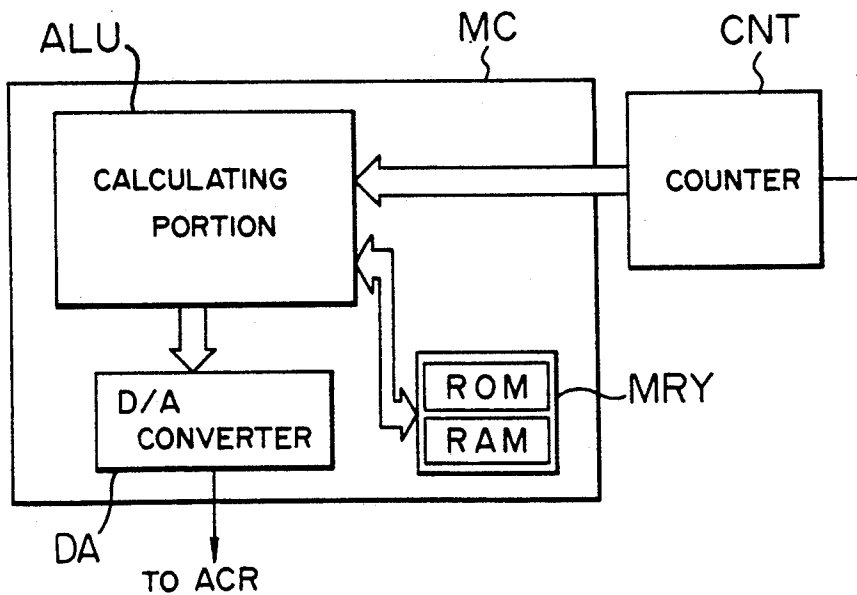 ALU
MC
CNT
CALCULATING
PORTION
COUNTER
ROM
RAM
MRY
D/A
CONVERTER
DA
TO ACR